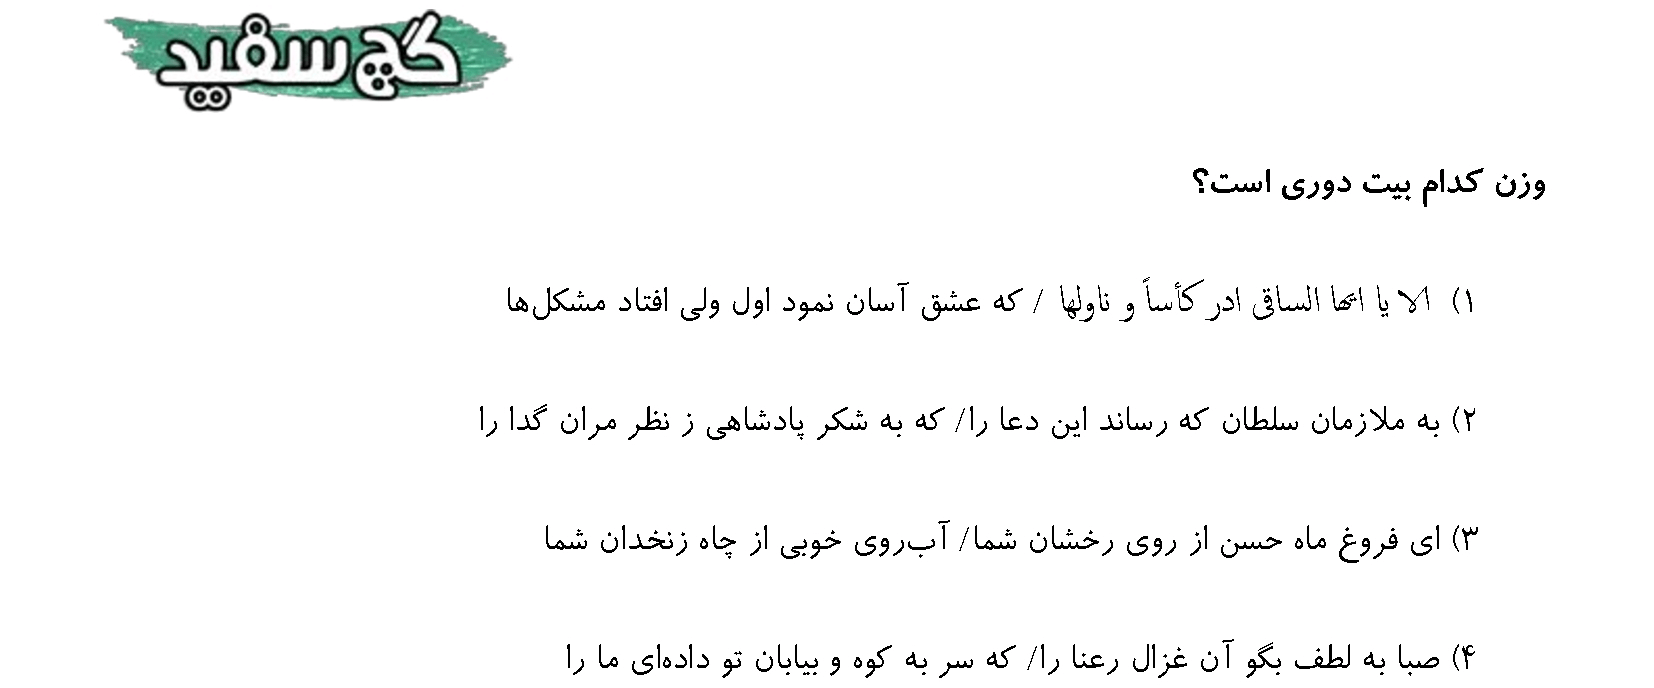 گچ سفید
وزن کدام بیت دوری است؟
۱) الا یا ایها الساقی ادر کأساً و ناولها / که عشق آسان نمود اول ولی افتاد مشکل‌ها
۲) به ملازمان سلطان که رساند این دعا را/ که به شکر پادشاهی ز نظر مران گدا را
۳) ای فروغ ماه حسن از روی رخشان شما/ آب‌روی خوبی از چاه زنخدان شما
۴) صبا به لطف بگو آن غزال رعنا را/ که سر به کوه و بیابان تو داده‌ای ما را